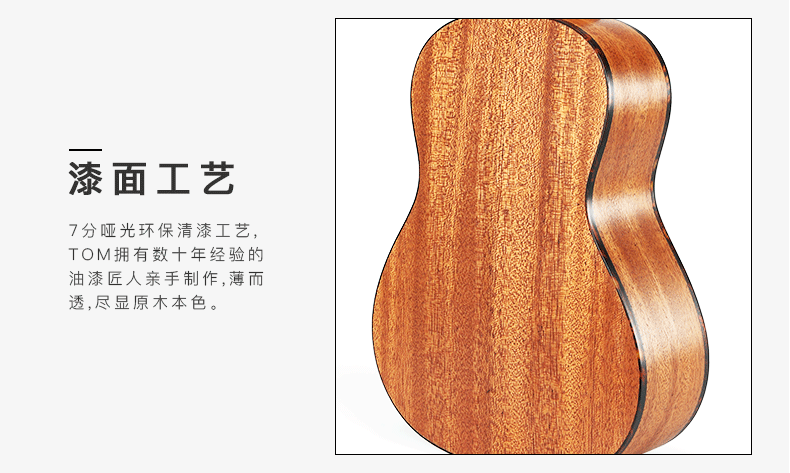 漆面工艺
7分哑光环保清漆工艺,
TOM拥有数十年经验的
油漆匠人亲手制作,薄而
透,尽显原木本色。